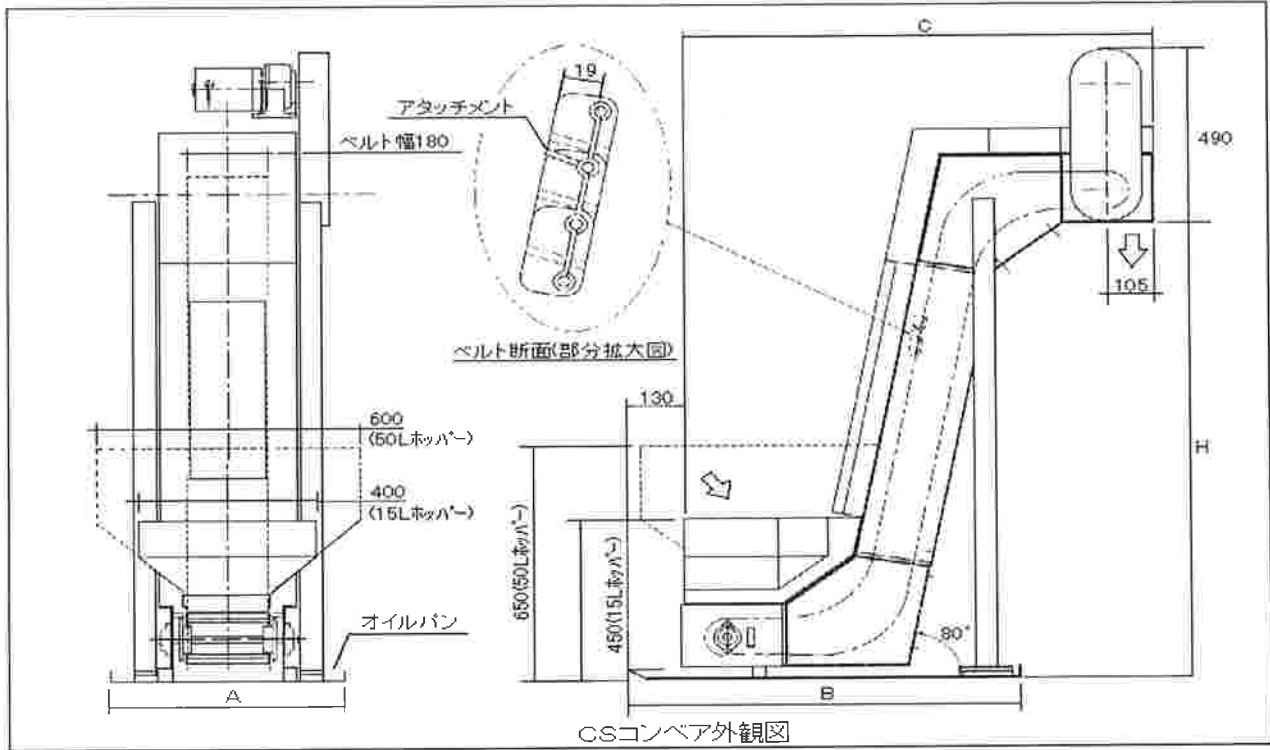 C
19
アタッチメント
490
ベルト幅180
105
ベルト断面(部分拡大図)
130
600
(50Lホッパー)
H
400
(15Lホッパー)
650(50Lホッパー)
450(15Lホッパー)
オイルパン
80°
A
B
CSコンベア外観図